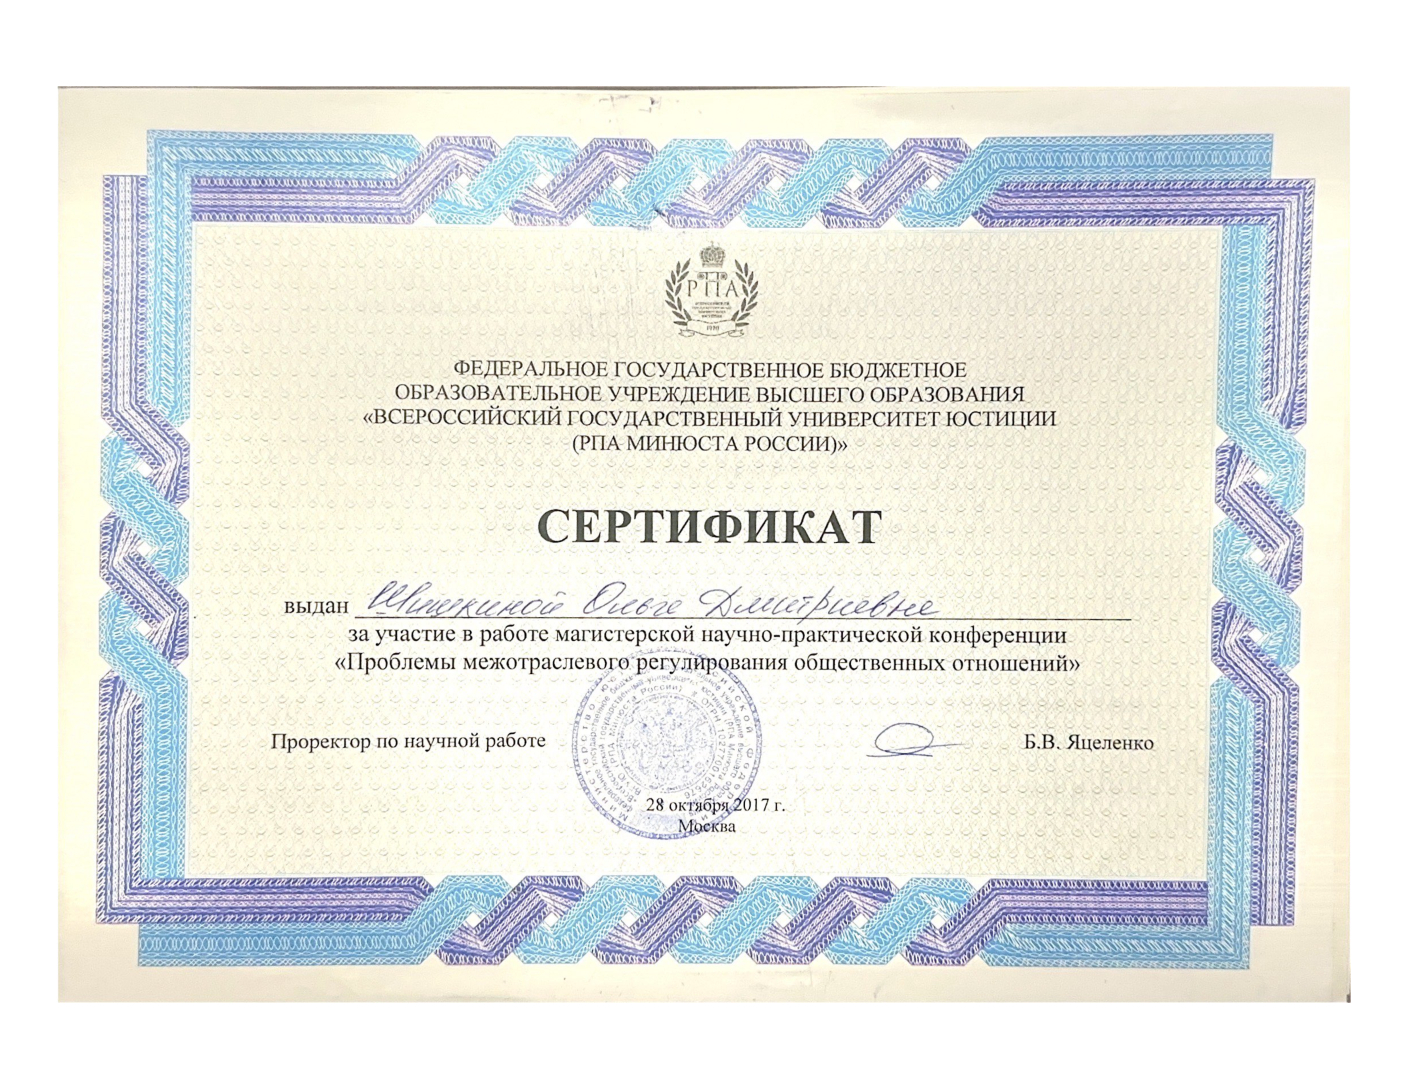 РПА
1970
ФЕДЕРАЛЬНОЕ ГОСУДАРСТВЕННОЕ БЮДЖЕТНОЕ
ОБРАЗОВАТЕЛЬНОЕ УЧРЕЖДЕНИЕ ВЫСШЕГО ОБРАЗОВАНИЯ
«ВСЕРОССИЙСКИЙ ГОСУДАРСТВЕННЫЙ УНИВЕРСИТЕТ ЮСТИЦИИ
(РПА МИНЮСТА РОССИИ)»
СЕРТИФИКАТ
выдан Шишкиной Ольге Дмитриевне
за участие в работе магистерской научно-практической конференции
«Проблемы межотраслевого регулирования общественных отношений»
Проректор по научной работе Б.В. Яцеленко
28 октября 2017 г.
Москва